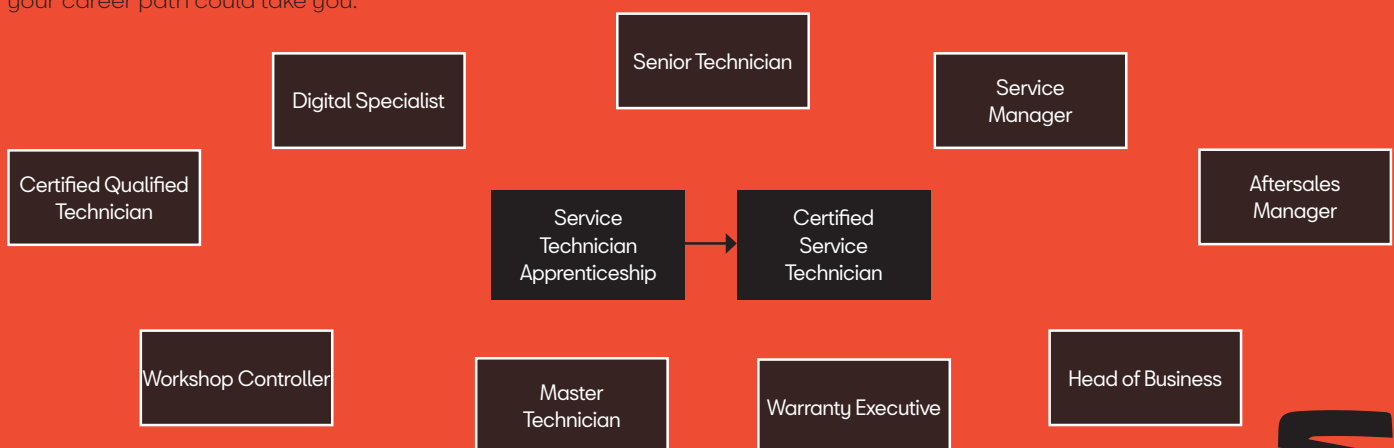 your career path could take you.
Senior Technician
Digital Specialist
Service
Manager
Certified Qualified
Technician
Aftersales
Manager
Service
Technician
Apprenticeship
Certified
Service
Technician
Workshop Controller
Master
Technician
Warranty Executive
Head of Business